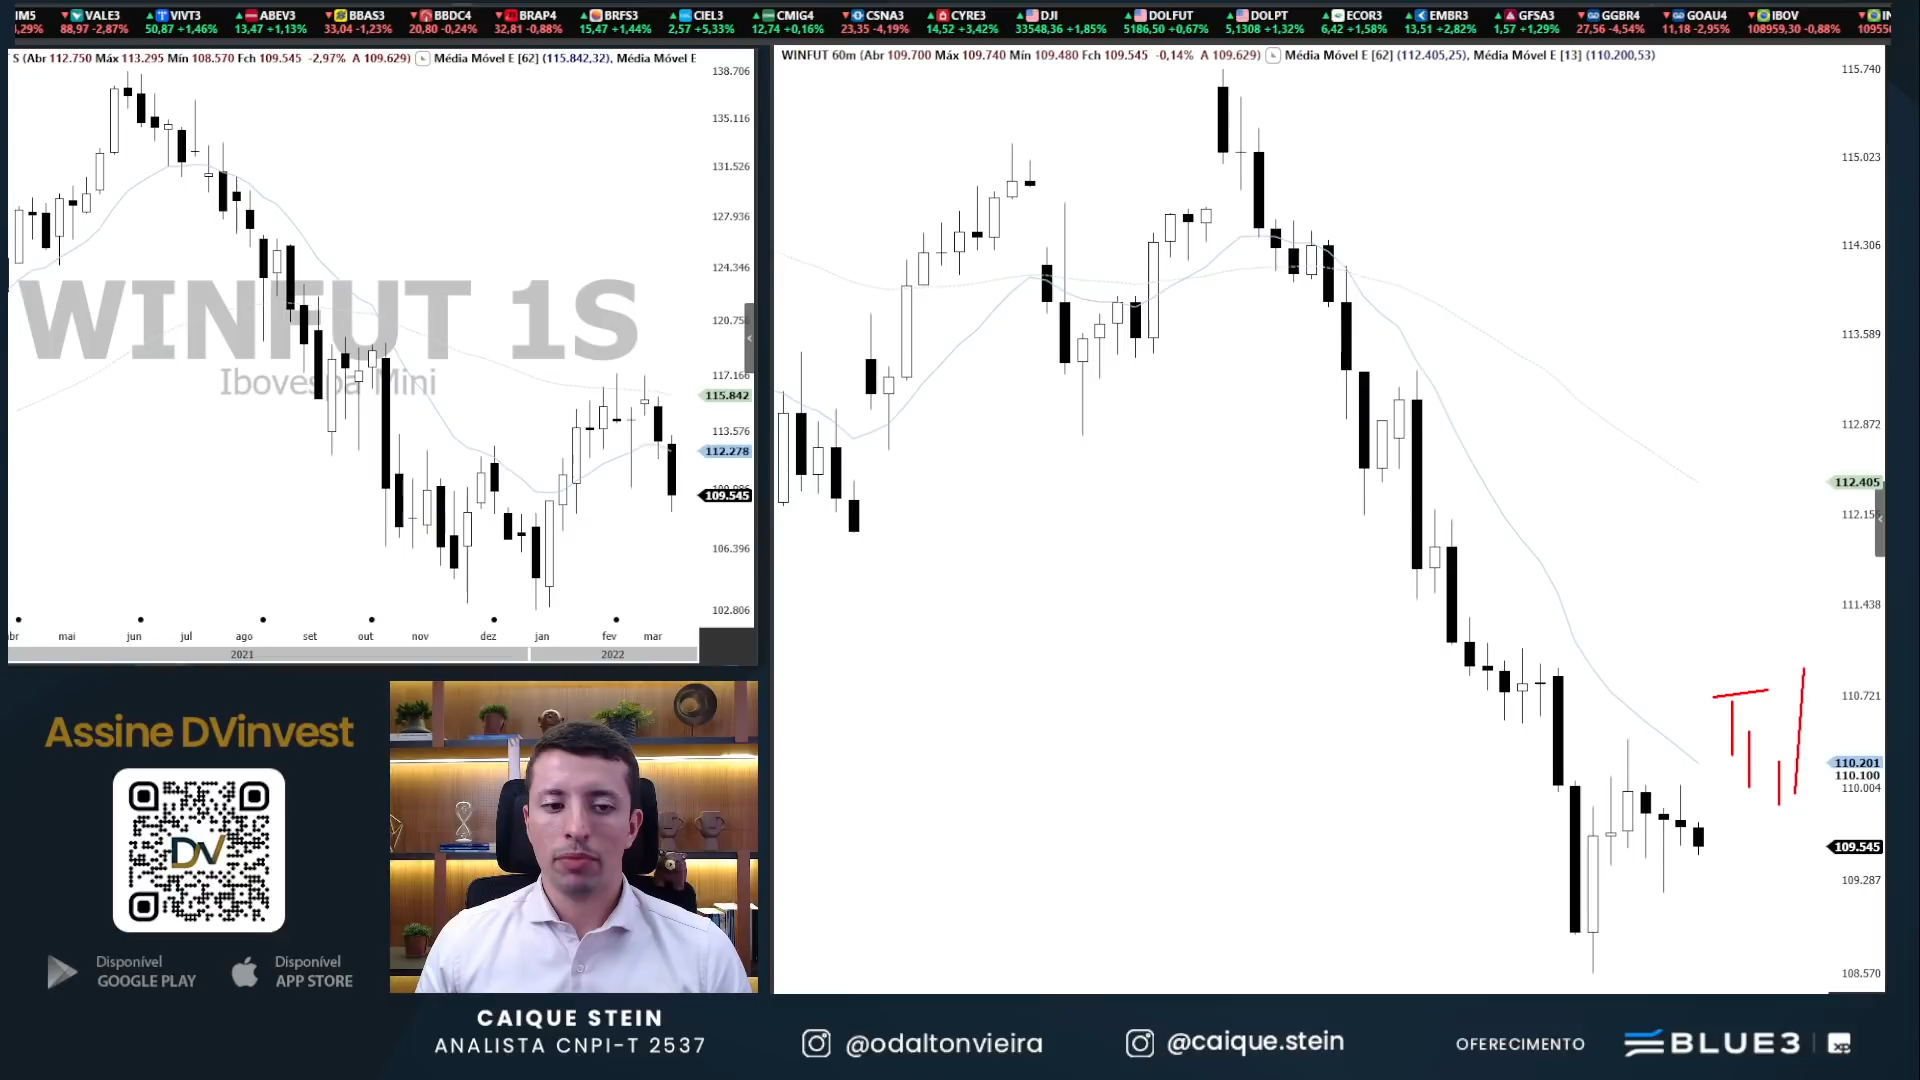 IM5 VALE3 VIVT3 ABEV3 BBAS3 BBDC4 BRAP4 BRFS3 CIEL3 CMIG4 CSNA3 CYRE3 DJI DOLFUT DOLPT ECOR3 EMBR3 GFSA3 GGBR4 GOAU4 IBOV
,29% 88,97 -2,87% 50,87 +1,46% 13,47 +1,13% 33,04 -1,23% 20,80 -0,24% 32,81 -0,88% 15,47 +1,44% 2,57 +5,33% 12,74 +0,16% 23,35 -4,19% 14,52 +3,42% 33548,36 +1,85% 5186,50 +0,67% 5,1308 +1,32% 6,42 +1,58% 13,51 +2,82% 1,57 +1,29% 27,56 -4,54% 11,18 -2,95% 108959,30 -0,88%
S (Abr 112.750 Máx 113.295 Mín 108.570 Fch 109.545 -2,97% A 109.629) Média Móvel E [62] (115.842,32), Média Móvel E
138.706
135.116
131.526
127.936
124.346
WINFUT 1S
Ibovespa Mini
117.166
115.842
113.576
112.278
109.545
106.396
102.806
mai jun jul ago set out nov dez jan fev mar
2021 2022
WINFUT 60m (Abr 109.700 Máx 109.740 Mín 109.480 Fch 109.545 -0,14% A 109.629) Média Móvel E [62] (112.405,25), Média Móvel E [13] (110.200,53)
115.740
115.023
114.306
113.589
112.872
112.405
111.438
110.721
110.201
110.100
110.004
109.545
109.287
108.570
Assine DVinvest
DV
Disponível
GOOGLE PLAY
Disponível
APP STORE
CAIQUE STEIN
ANALISTA CNPI-T 2537
@odaltonvieira
@caique.stein
OFERECIMENTO
BLUE3
xp